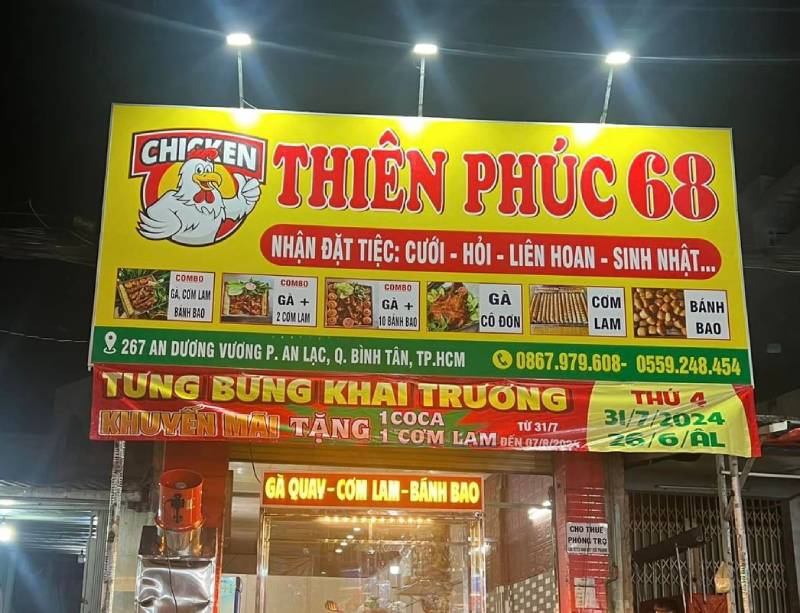 CHICKEN
THIÊN PHÚC 68
NHẬN ĐẶT TIỆC: CƯỚI - HỎI - LIÊN HOAN - SINH NHẬT...
COMBO
GÀ, CƠM LAM
BÁNH BAO
COMBO
GÀ +
2 CƠM LAM
COMBO
GÀ +
10 BÁNH BAO
GÀ
CÔ ĐƠN
CƠM
LAM
BÁNH
BAO
267 AN DƯƠNG VƯƠNG P. AN LẠC, Q. BÌNH TÂN, TP.HCM
0867.979.608- 0559.248.454
TƯNG BỪNG KHAI TRƯƠNG
KHUYẾN MÃI TẶNG
1 COCA
1 CƠM LAM
TỪ 31/7
ĐẾN 07/8/2024
THỨ 4
31/7/2024
26/6/ÂL
GÀ QUAY-CƠM LAM-BÁNH BAO
CHO THUÊ
PHÒNG TRỌ